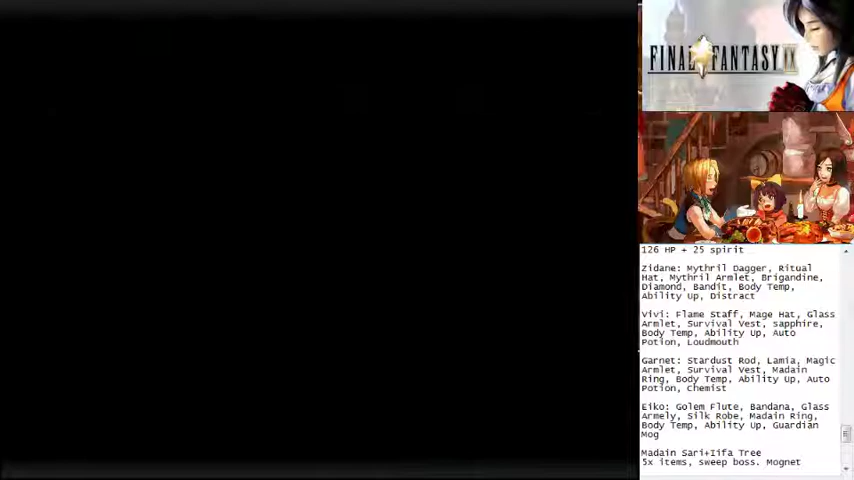 FINAL FANTASY IX
126 HP + 25 spirit
Zidane: Mythril Dagger, Ritual
Hat, Mythril Armlet, Brigandine,
Diamond, Bandit, Body Temp,
Ability Up, Distract
Vivi: Flame Staff, Mage Hat, Glass
Armlet, Survival Vest, sapphire,
Body Temp, Ability Up, Auto
Potion, Loudmouth
Garnet: Stardust Rod, Lamia, Magic
Armlet, Survival Vest, Madain
Ring, Body Temp, Ability Up, Auto
Potion, Chemist
Eiko: Golem Flute, Bandana, Glass
Armely, Silk Robe, Madain Ring,
Body Temp, Ability Up, Guardian
Mog
Madain Sari+Iifa Tree
5x items, sweep boss. Mognet